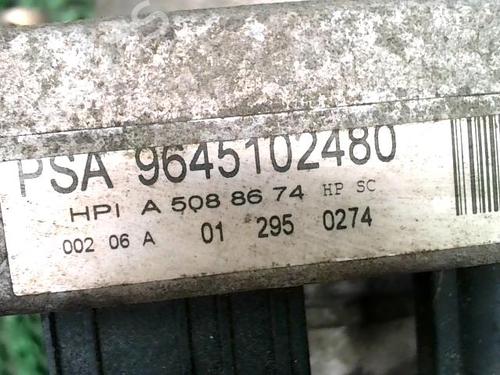 PSA 9645102480
HPI A 508 86 74 HP SC
002 06 A 01 295 0274